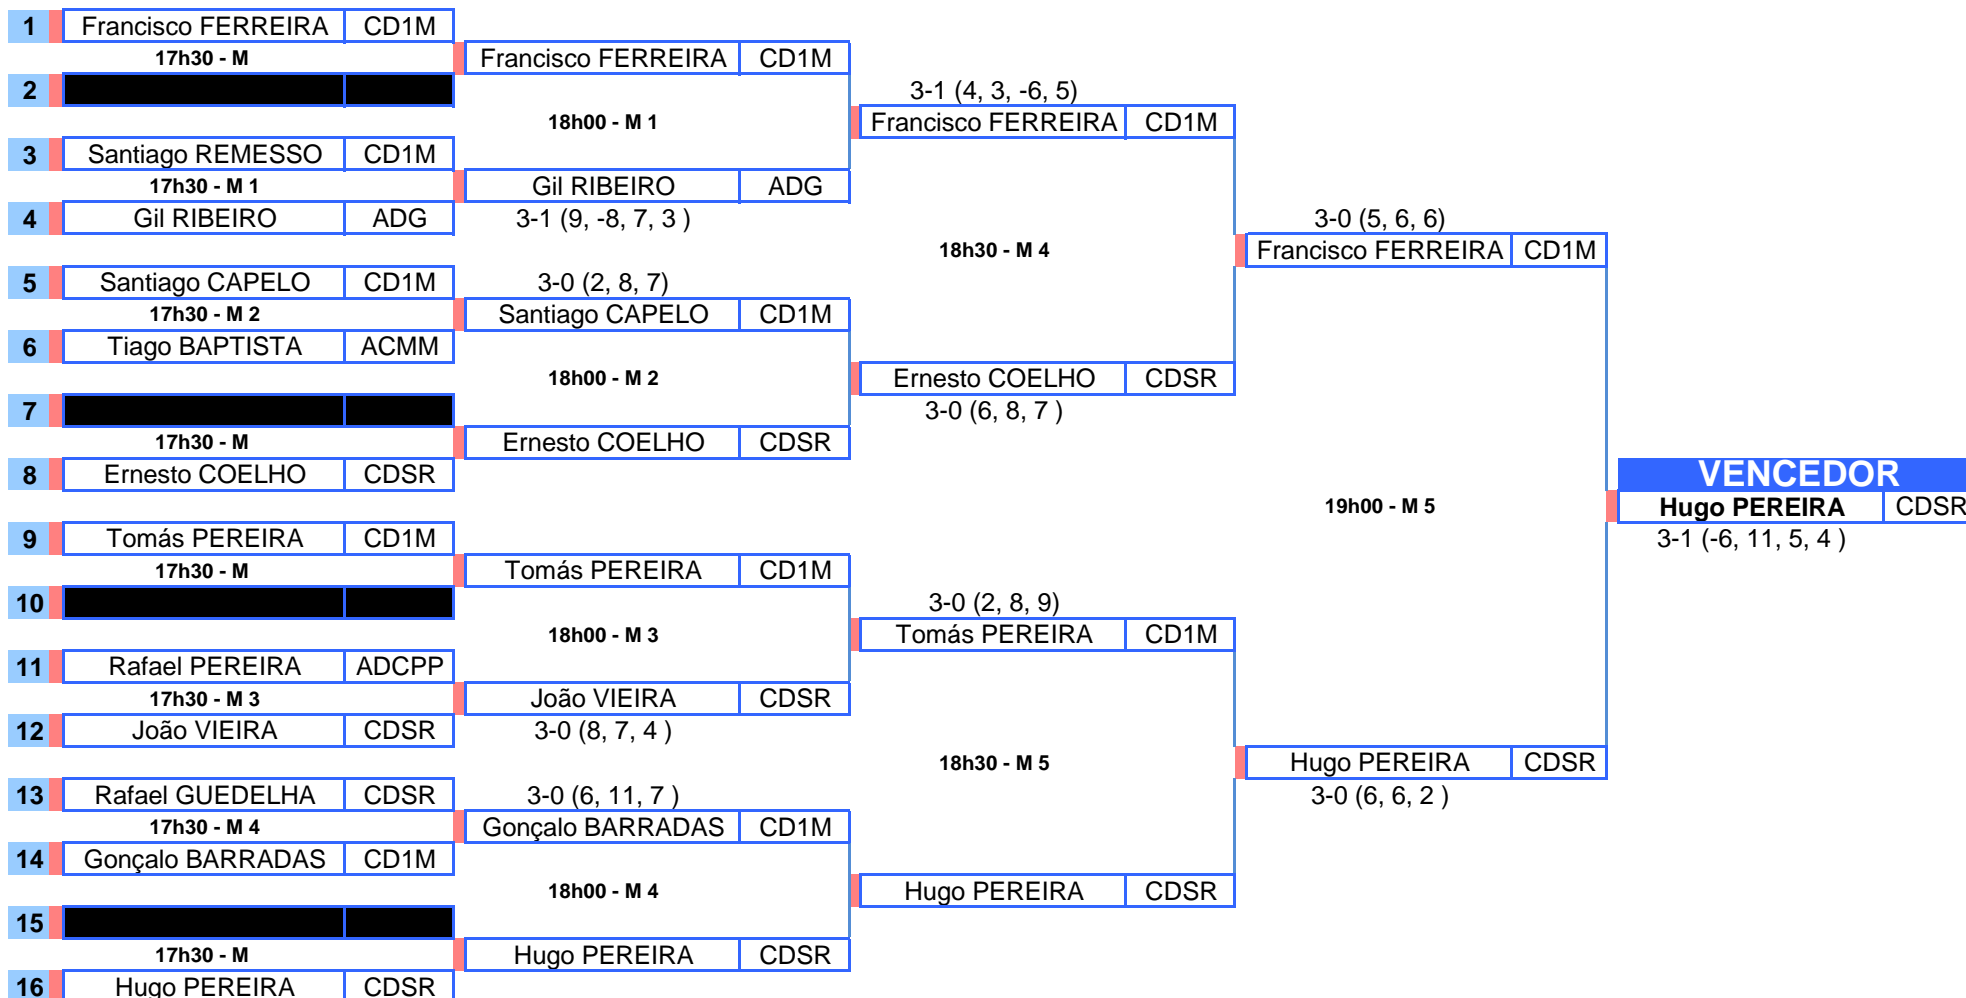 1 Francisco FERREIRA CD1M
17h30 - M Francisco FERREIRA CD1M
2 3-1 (4, 3, -6, 5)
18h00 - M 1 Francisco FERREIRA CD1M
3 Santiago REMESSO CD1M
17h30 - M 1 Gil RIBEIRO ADG
4 Gil RIBEIRO ADG 3-1 (9, -8, 7, 3 ) 3-0 (5, 6, 6)
18h30 - M 4 Francisco FERREIRA CD1M
5 Santiago CAPELO CD1M 3-0 (2, 8, 7)
17h30 - M 2 Santiago CAPELO CD1M
6 Tiago BAPTISTA ACMM
18h00 - M 2 Ernesto COELHO CDSR
7 3-0 (6, 8, 7 )
17h30 - M Ernesto COELHO CDSR
8 Ernesto COELHO CDSR VENCEDOR
19h00 - M 5 Hugo PEREIRA CDSR
9 Tomás PEREIRA CD1M 3-1 (-6, 11, 5, 4 )
17h30 - M Tomás PEREIRA CD1M
10 3-0 (2, 8, 9)
18h00 - M 3 Tomás PEREIRA CD1M
11 Rafael PEREIRA ADCPP
17h30 - M 3 João VIEIRA CDSR
12 João VIEIRA CDSR 3-0 (8, 7, 4 )
18h30 - M 5 Hugo PEREIRA CDSR
13 Rafael GUEDELHA CDSR 3-0 (6, 11, 7 ) 3-0 (6, 6, 2 )
17h30 - M 4 Gonçalo BARRADAS CD1M
14 Gonçalo BARRADAS CD1M
18h00 - M 4 Hugo PEREIRA CDSR
15
17h30 - M Hugo PEREIRA CDSR
16 Hugo PEREIRA CDSR